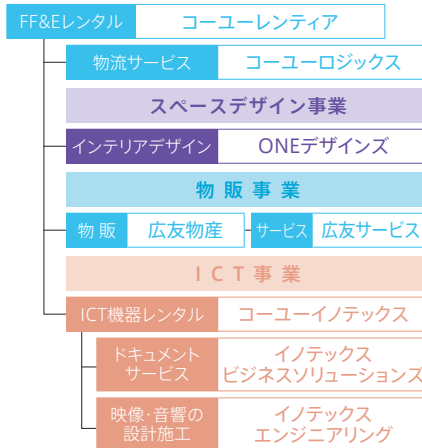 FF&Eレンタル コーユーレンティア
物流サービス コーユーロジックス
スペースデザイン事業
インテリアデザイン ONEデザインズ
物販事業
物販 広友物産 サービス 広友サービス
ICT事業
ICT機器レンタル コーユーイノテックス
ドキュメント
サービス
イノテックス
ビジネスソリューションズ
映像・音響の
設計施工
イノテックス
エンジニアリング